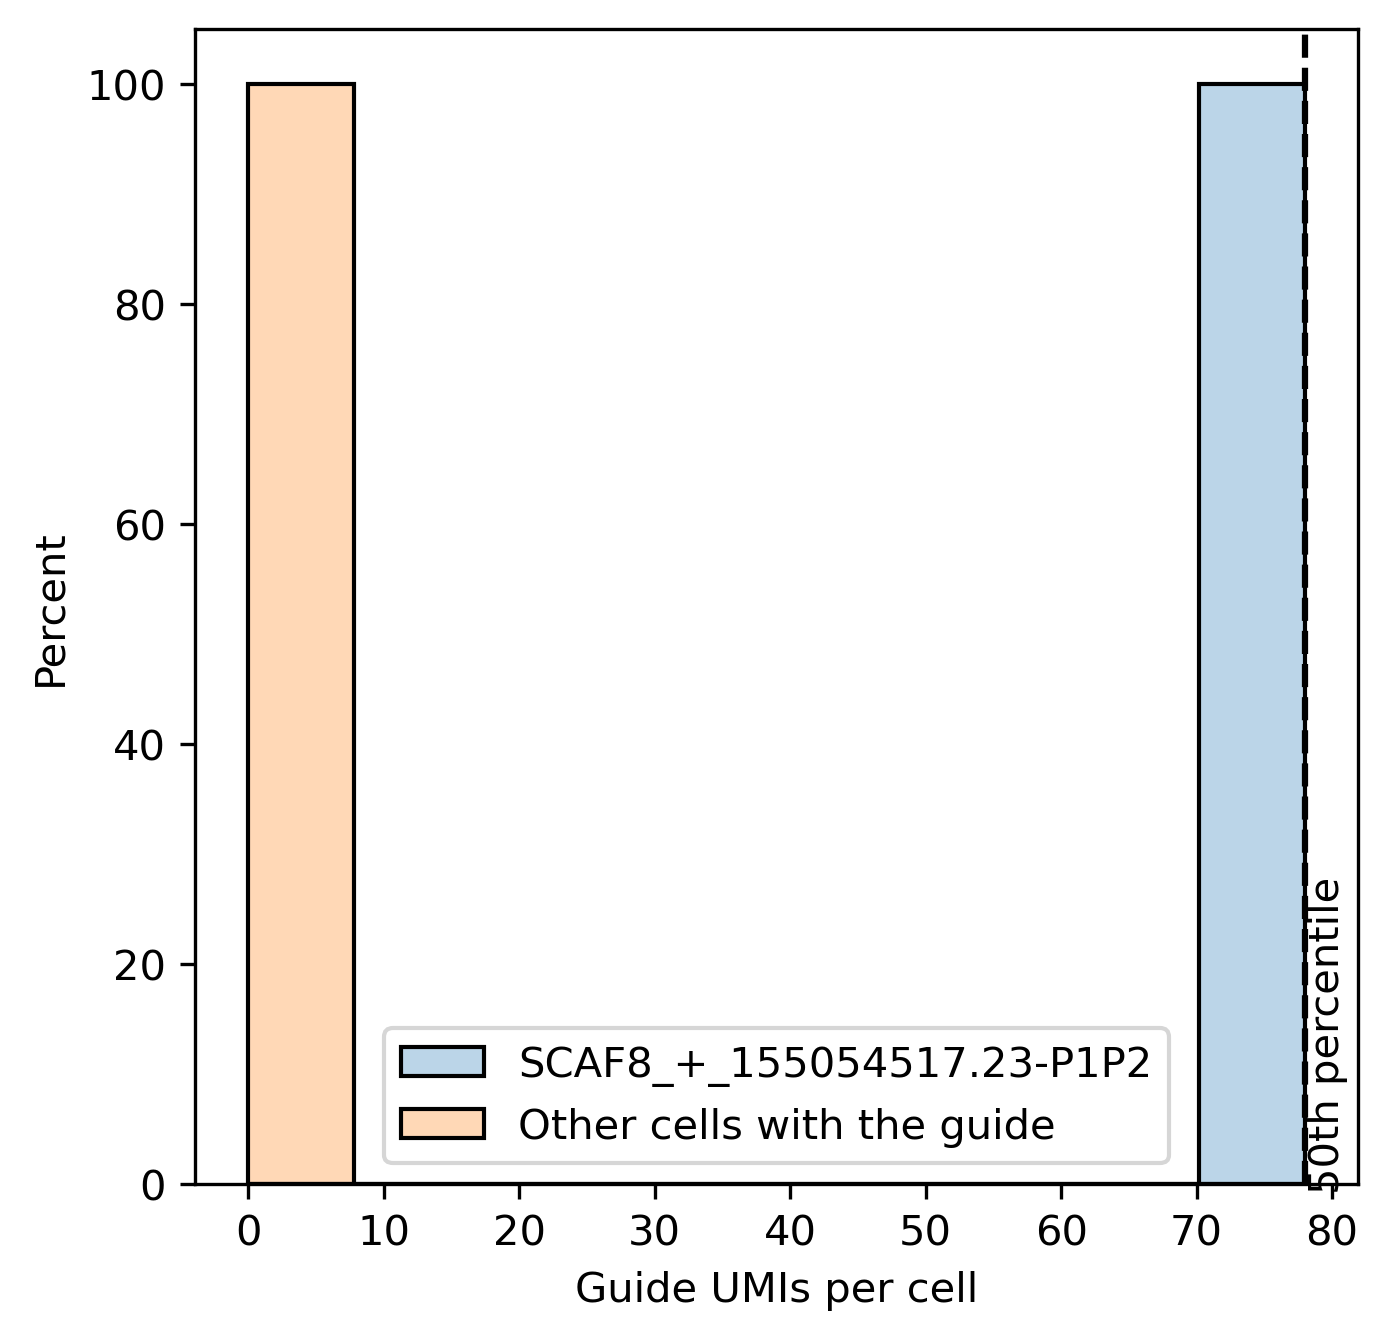 100
80
60
40
20
0
Percent
SCAF8_+_155054517.23-P1P2
Other cells with the guide
50th percentile
0 10 20 30 40 50 60 70 80
Guide UMIs per cell